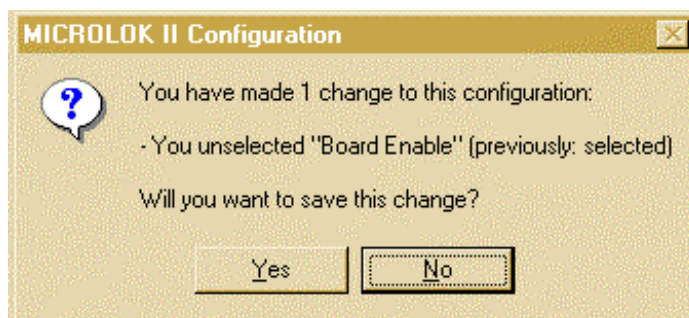 MICROLOK II Configuration
You have made 1 change to this configuration:
- You unselected "Board Enable" (previously: selected)
Will you want to save this change?
Yes No